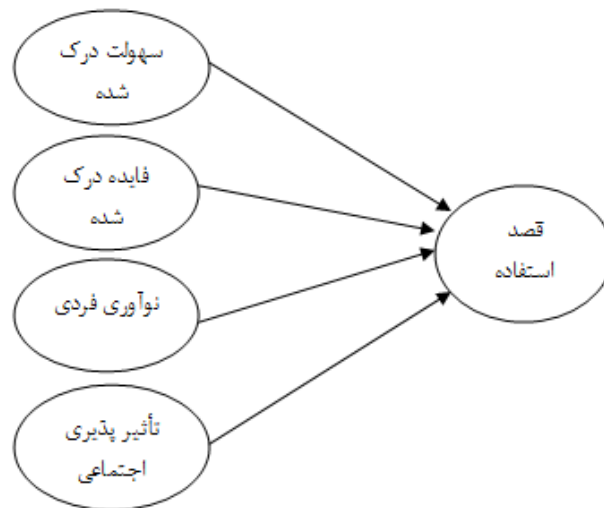 سهولت درک
شده
فایده درک
شده
قصد
استفاده
نوآوری فردی
تأثیر پذیری
اجتماعی